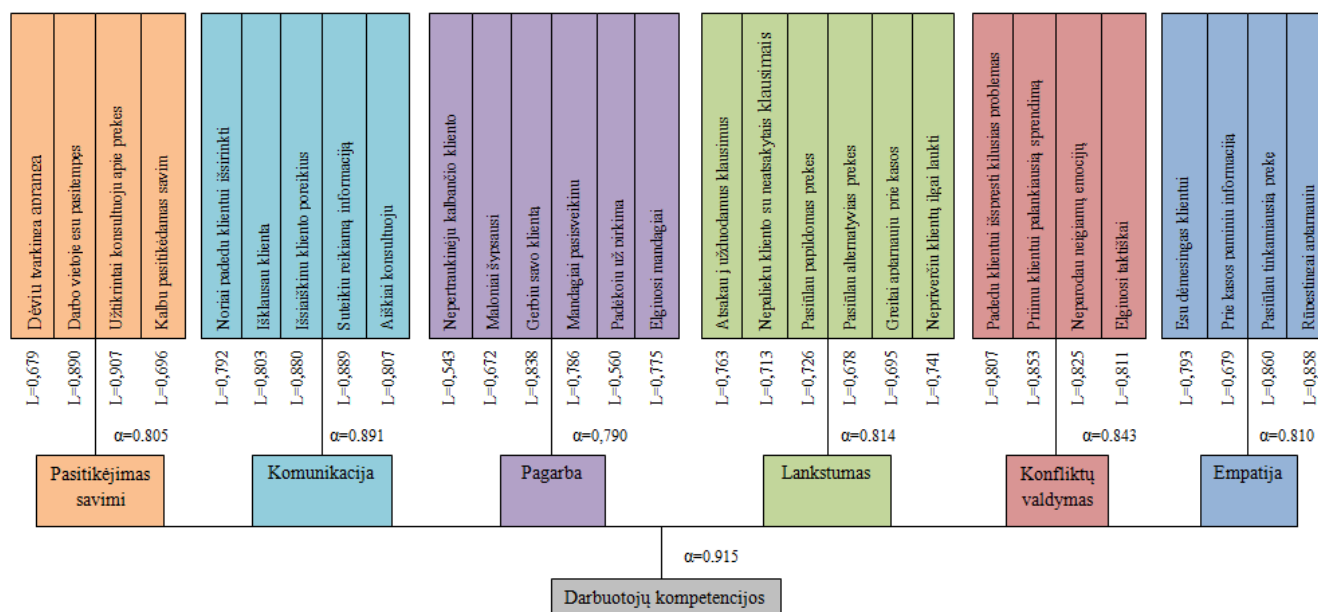 Dėviu tvarkingą aprangą
Darbo vietoje esu pasitempęs
Užtikrintai konsultuoju apie prekes
Kalbu pasitikėdamas savim
Noriai padedu klientui išsirinkti
Išklausau klientą
Išsiaiškinu kliento poreikius
Suteikiu reikiamą informaciją
Aiškiai konsultuoju
Nepertraukinėju kalbančio kliento
Maloniai šypsausi
Gerbiu savo klientą
Mandagiai pasisveikinu
Padėkoju už pirkimą
Elgiuosi mandagiai
Atsakau į užduodamus klausimus
Nepalieku kliento su neatsakytais klausimais
Pasiūlau papildomas prekes
Pasiūlau alternatyvias prekes
Greitai aptarnauju prie kasos
Nepriverčiu klientų ilgai laukti
Padedu klientui išspręsti kilusias problemas
Priimu klientui palankiausią sprendimą
Neparodau neigiamų emocijų
Elgiuosi taktiškai
Esu dėmesingas klientui
Prie kasos paminiu informaciją
Pasiūlau tinkamiausią prekę
Rūpestingai aptarnauju
L=0,679
L=0,890
L=0,907
L=0,696
L=0,792
L=0,803
L=0,880
L=0,889
L=0,807
L=0,543
L=0,672
L=0,838
L=0,786
L=0,560
L=0,775
L=0,763
L=0,713
L=0,726
L=0,678
L=0,695
L=0,741
L=0,807
L=0,853
L=0,825
L=0,811
L=0,793
L=0,679
L=0,860
L=0,858
α=0.805
α=0.891
α=0,790
α=0.814
α=0.843
α=0.810
Pasitikėjimas
savimi
Komunikacija
Pagarba
Lankstumas
Konfliktų
valdymas
Empatija
α=0.915
Darbuotojų kompetencijos